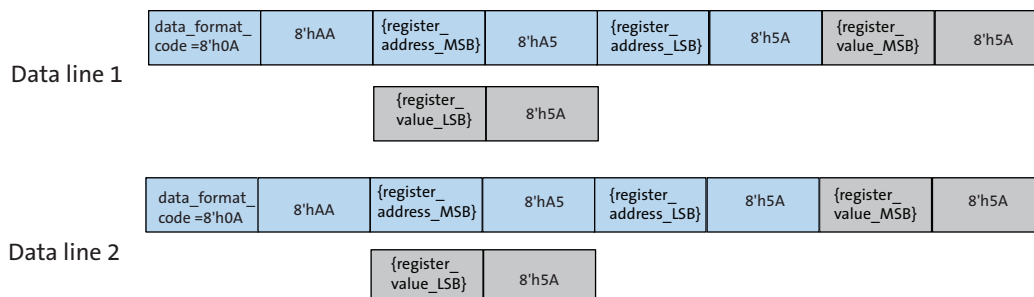 data_format_
code =8'h0A
8'hAA
{register_
address_MSB}
8'hA5
{register_
address_LSB}
8'h5A
{register_
value_MSB}
8'h5A
Data line 1
{register_
value_LSB}
8'h5A
data_format_
code =8'h0A
8'hAA
{register_
address_MSB}
8'hA5
{register_
address_LSB}
8'h5A
{register_
value_MSB}
8'h5A
Data line 2
{register_
value_LSB}
8'h5A